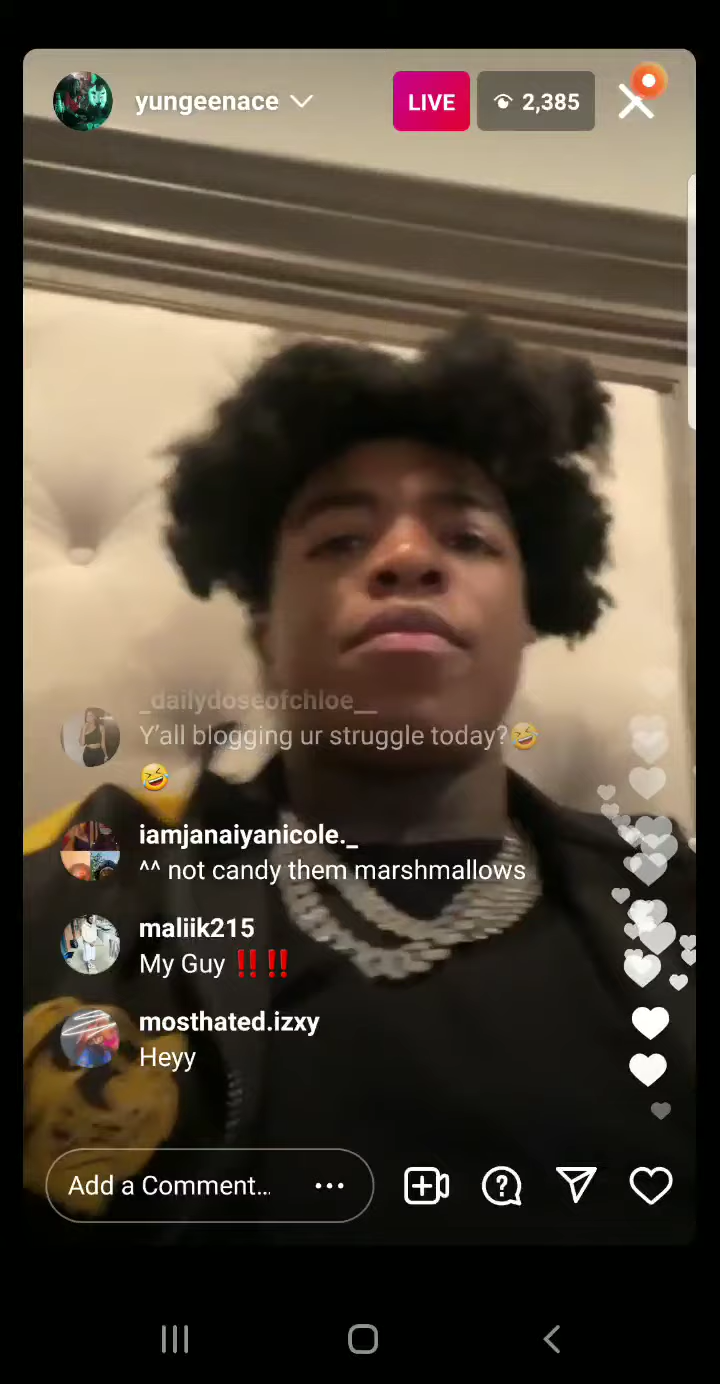 yungeenace
LIVE
2,385
_dailydoseofchloe__
Y'all blogging ur struggle today?🤣
🤣
iamjanaiyanicole._
^^ not candy them marshmallows
maliik215
My Guy ‼️‼️
mosthated.izxy
Heyy
Add a Comment...